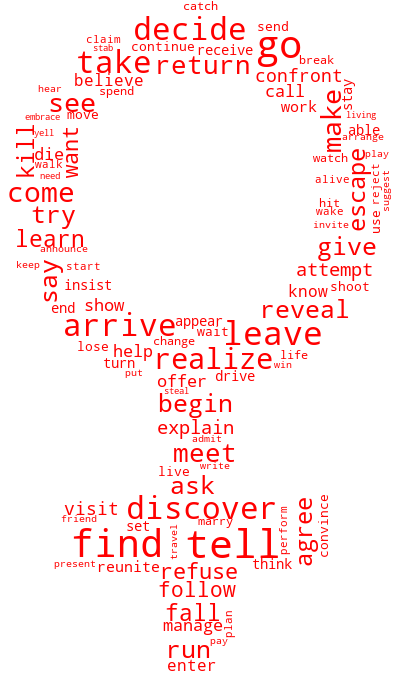 catch
decide
send
claim
stab
continue
receive
go
take
return
break
confront
believe
spend
call
stay
hear
see
work
make
embrace
move
living
yell
kill
want
able
arrange
die
walk
need
watch
escape
play
alive
reject
suggest
use
come
try
hit
wake
invite
learn
announce
give
keep
say
start
attempt
insist
know
shoot
end
show
reveal
arrive
appear
wait
leave
change
lose
help
realize
life
turn
put
win
offer
drive
steal
begin
explain
admit
meet
write
live
ask
visit
discover
friend
set
marry
perform
agree
convince
find
travel
tell
present
reunite
refuse
think
follow
fall
manage
plan
pay
run
enter